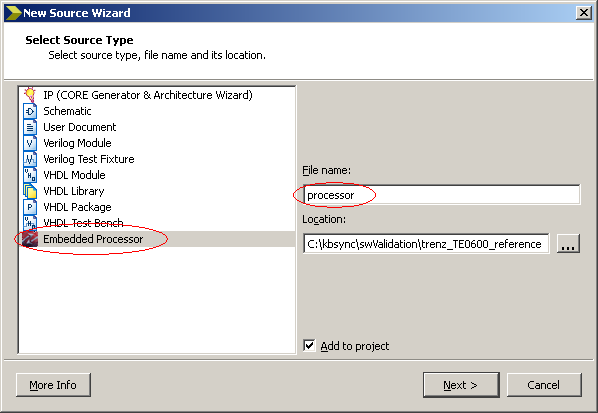 New Source Wizard
Select Source Type
Select source type, file name and its location.
IP (CORE Generator & Architecture Wizard)
Schematic
User Document
Verilog Module
Verilog Test Fixture
VHDL Module
VHDL Library
VHDL Package
VHDL Test Bench
Embedded Processor
File name:
processor
Location:
C:\kbsync\swValidation\trenz_TE0600_reference
...
Add to project
More Info
Next >
Cancel